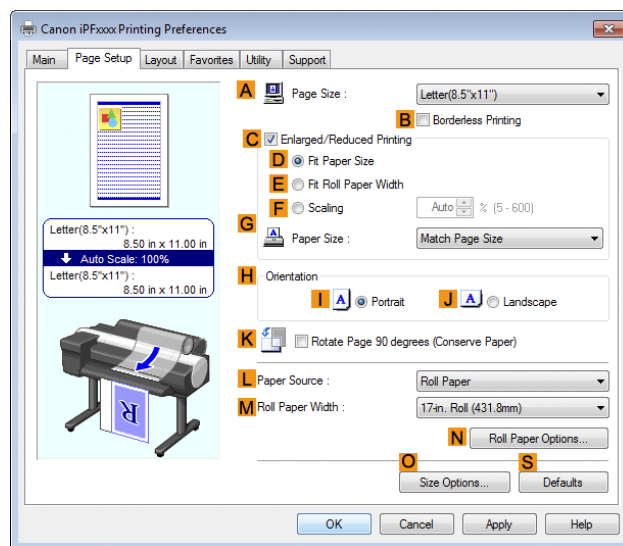 Canon iPFxxxx Printing Preferences
Main Page Setup Layout Favorites Utility Support
A Page Size : Letter(8.5"x11")
B Borderless Printing
C Enlarged/Reduced Printing
D Fit Paper Size
E Fit Roll Paper Width
F Scaling Auto % (5 - 600)
G Paper Size : Match Page Size
Letter(8.5"x11") :
8.50 in x 11.00 in
Auto Scale: 100%
Letter(8.5"x11") :
8.50 in x 11.00 in
H Orientation
I A Portrait J A Landscape
K Rotate Page 90 degrees (Conserve Paper)
R
L Paper Source : Roll Paper
M Roll Paper Width : 17-in. Roll (431.8mm)
N Roll Paper Options...
O S
Size Options... Defaults
OK Cancel Apply Help